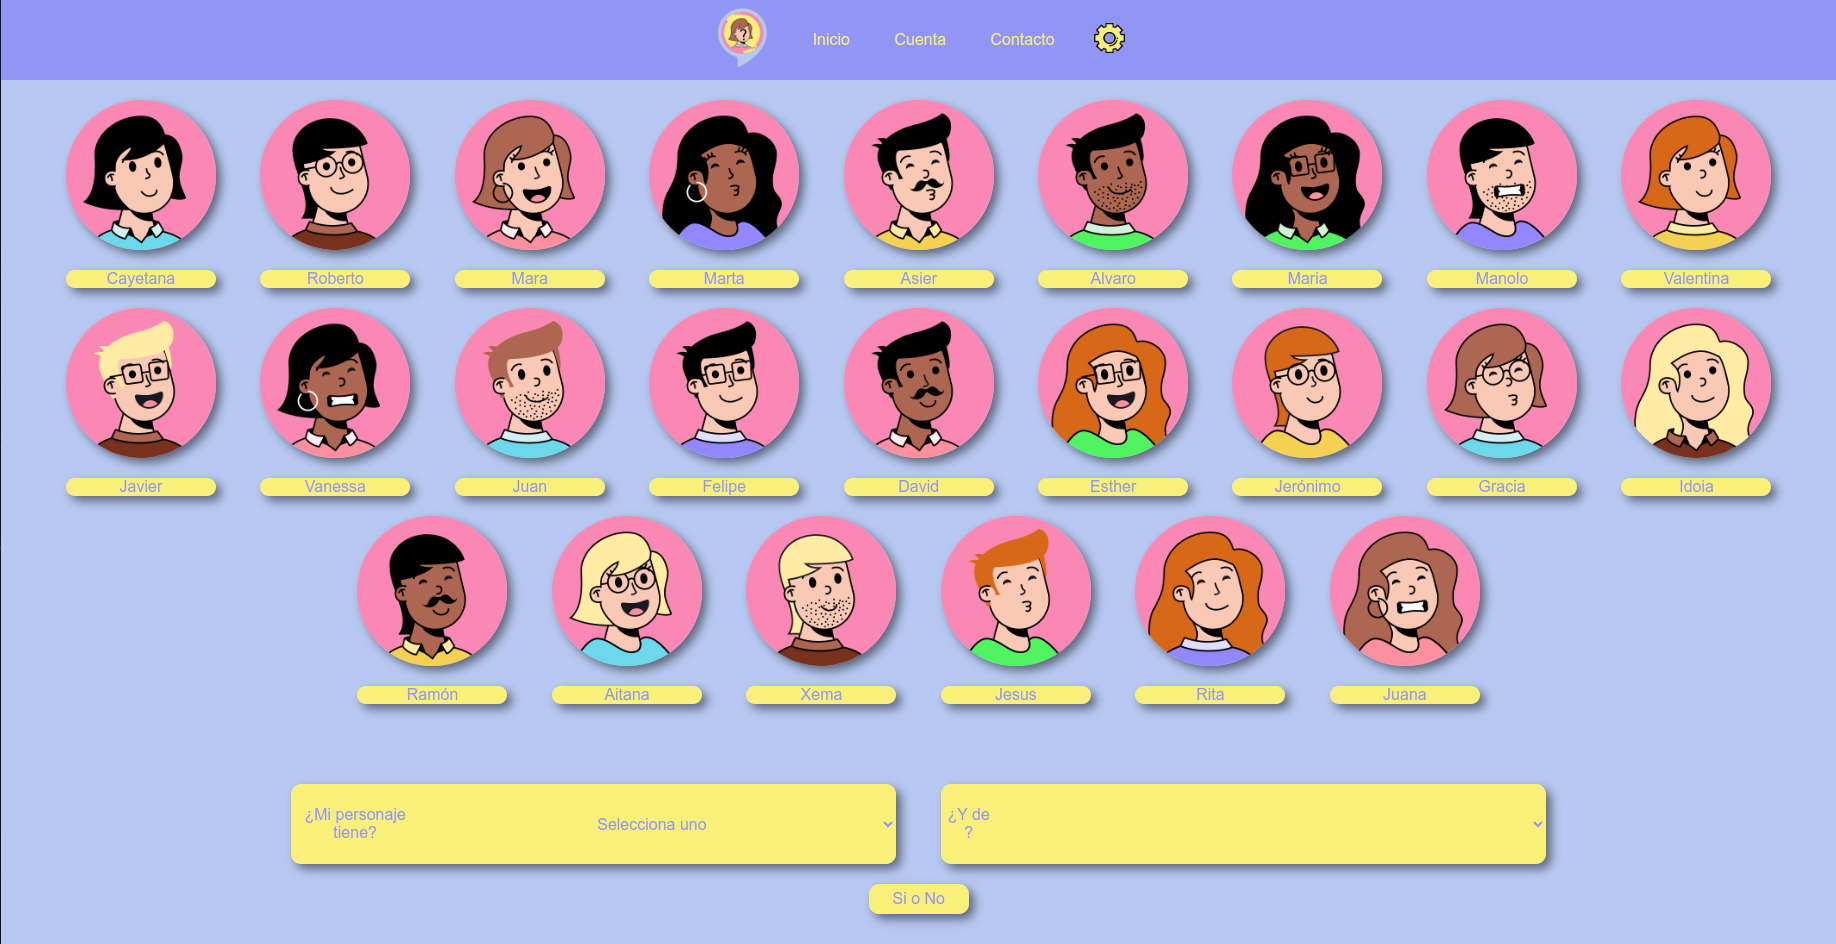 Inicio
Cuenta
Contacto
Cayetana
Roberto
Mara
Marta
Asier
Alvaro
Maria
Manolo
Valentina
Javier
Vanessa
Juan
Felipe
David
Esther
Jerónimo
Gracia
Idoia
Ramón
Aitana
Xema
Jesus
Rita
Juana
¿Mi personaje
tiene?
Selecciona uno
¿Y de
?
Si o No